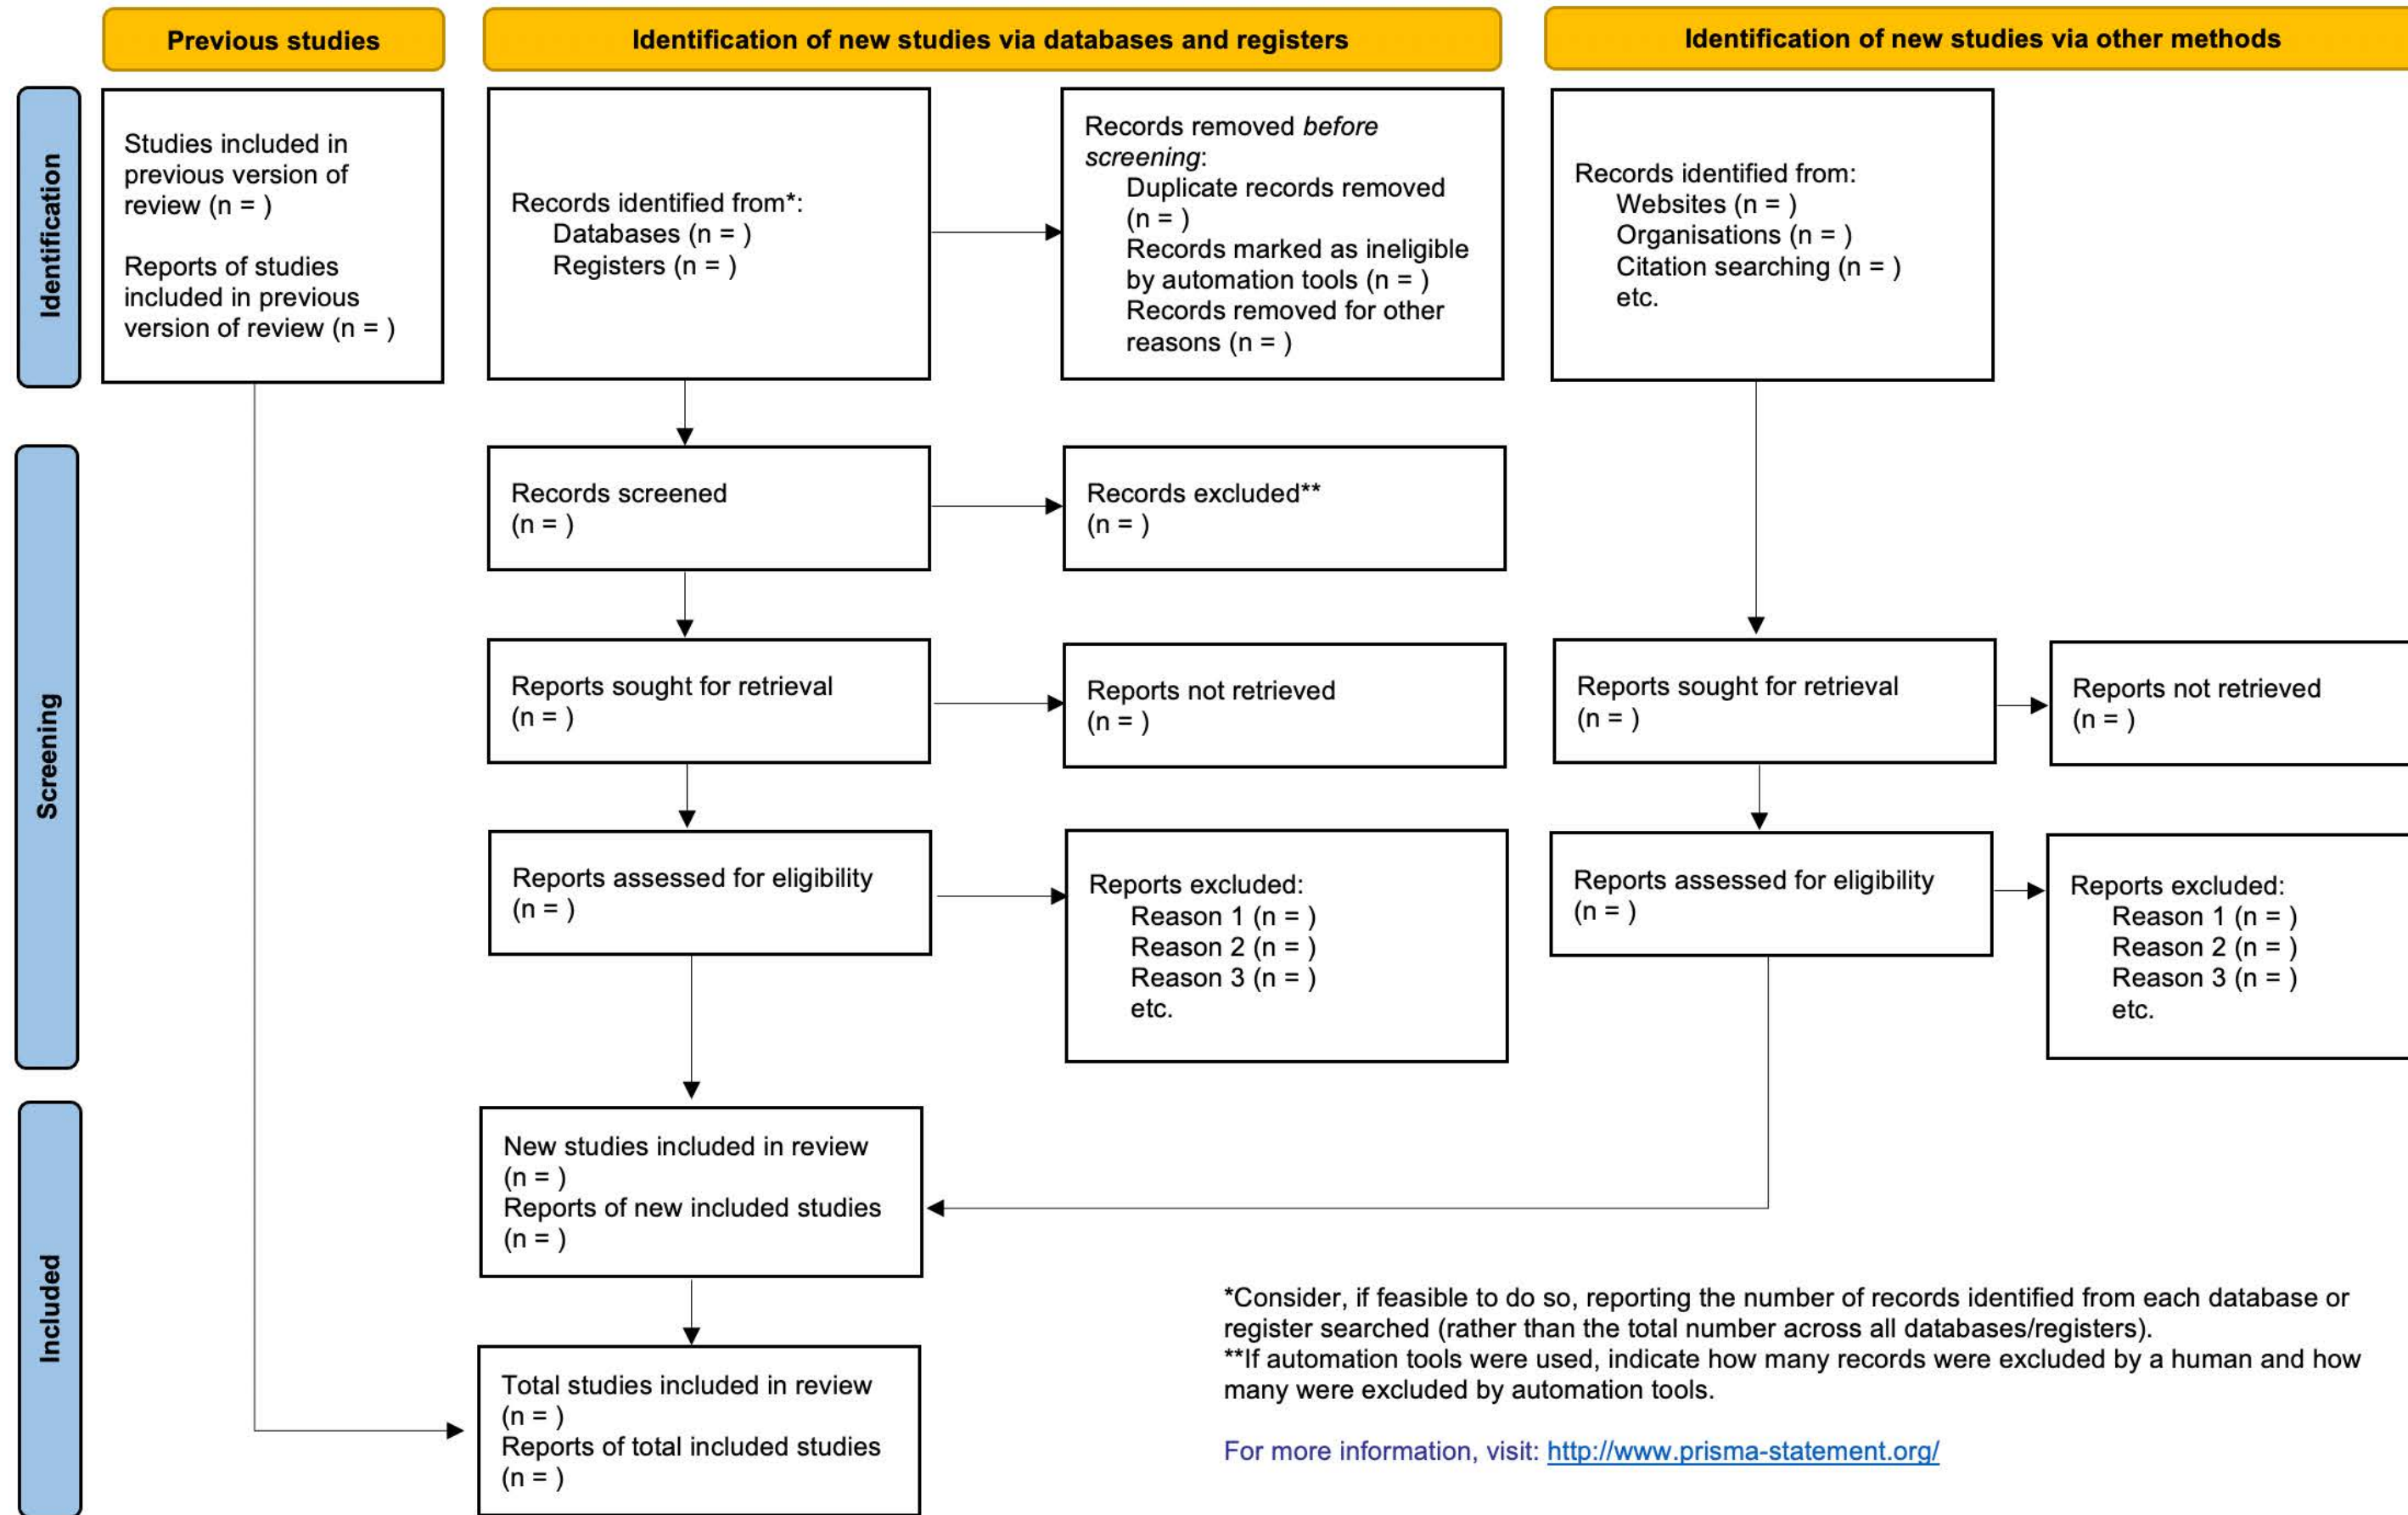 Previous studies
Identification of new studies via databases and registers
Identification of new studies via other methods
Identification
Studies included in
previous version of
review (n = )
Reports of studies
included in previous
version of review (n = )
Records identified from*:
Databases (n = )
Registers (n = )
Records removed before
screening:
Duplicate records removed
(n = )
Records marked as ineligible
by automation tools (n = )
Records removed for other
reasons (n = )
Records identified from:
Websites (n = )
Organisations (n = )
Citation searching (n = )
etc.
Screening
Records screened
(n = )
Records excluded**
(n = )
Reports sought for retrieval
(n = )
Reports not retrieved
(n = )
Reports sought for retrieval
(n = )
Reports not retrieved
(n = )
Reports assessed for eligibility
(n = )
Reports excluded:
Reason 1 (n = )
Reason 2 (n = )
Reason 3 (n = )
etc.
Reports assessed for eligibility
(n = )
Reports excluded:
Reason 1 (n = )
Reason 2 (n = )
Reason 3 (n = )
etc.
Included
New studies included in review
(n = )
Reports of new included studies
(n = )
Total studies included in review
(n = )
Reports of total included studies
(n = )
*Consider, if feasible to do so, reporting the number of records identified from each database or
register searched (rather than the total number across all databases/registers).
**If automation tools were used, indicate how many records were excluded by a human and how
many were excluded by automation tools.
For more information, visit: http://www.prisma-statement.org/